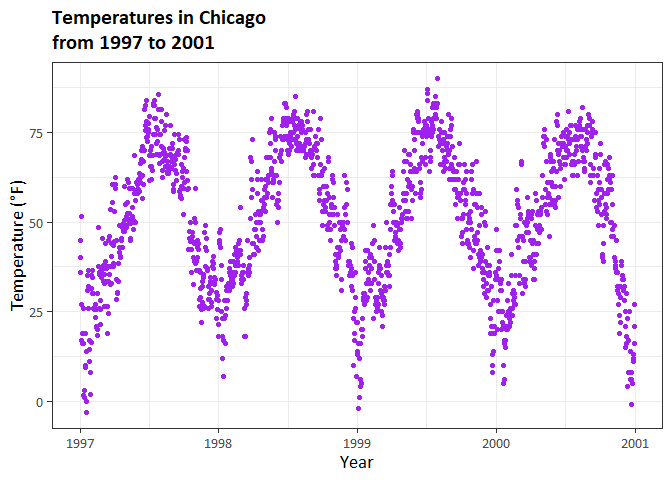 Temperatures in Chicago
from 1997 to 2001
Temperature (°F)
75
50
25
0
1997 1998 1999 2000 2001
Year